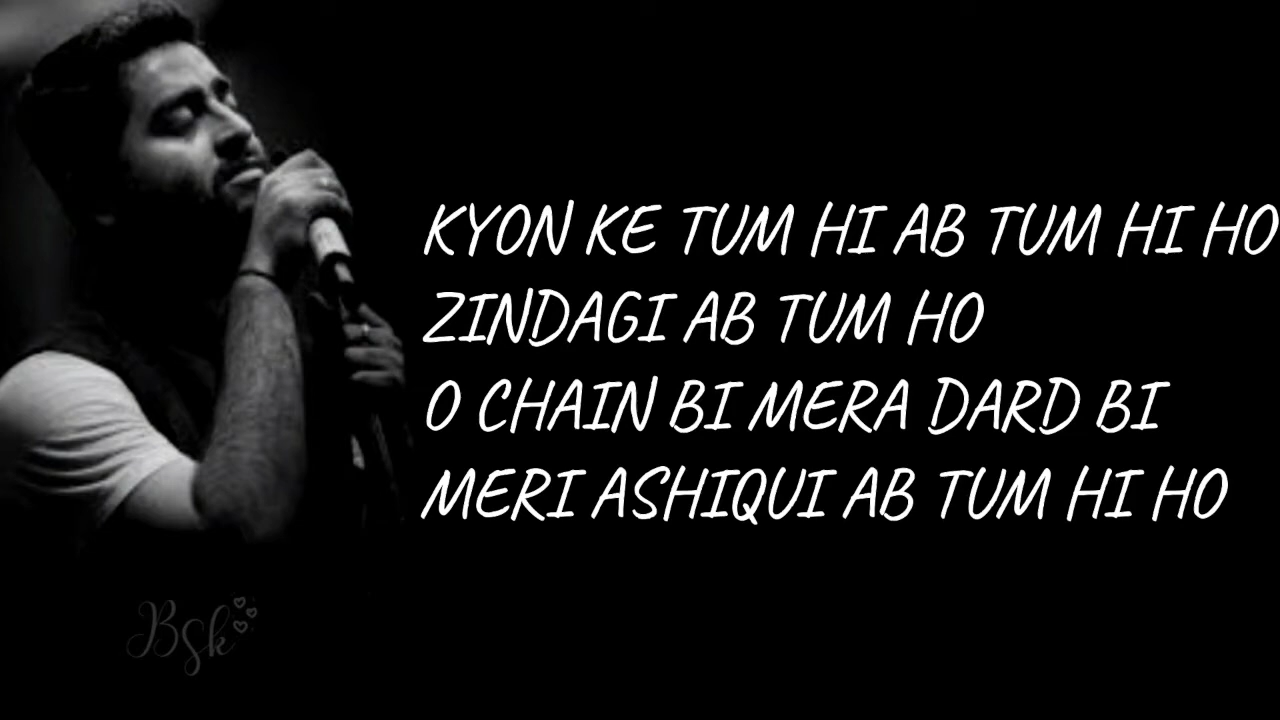 KYON KE TUM HI AB TUM HI HO
ZINDAGI AB TUM HO
O CHAIN BI MERA DARD BI
MERI ASHIQUI AB TUM HI HO
BSk